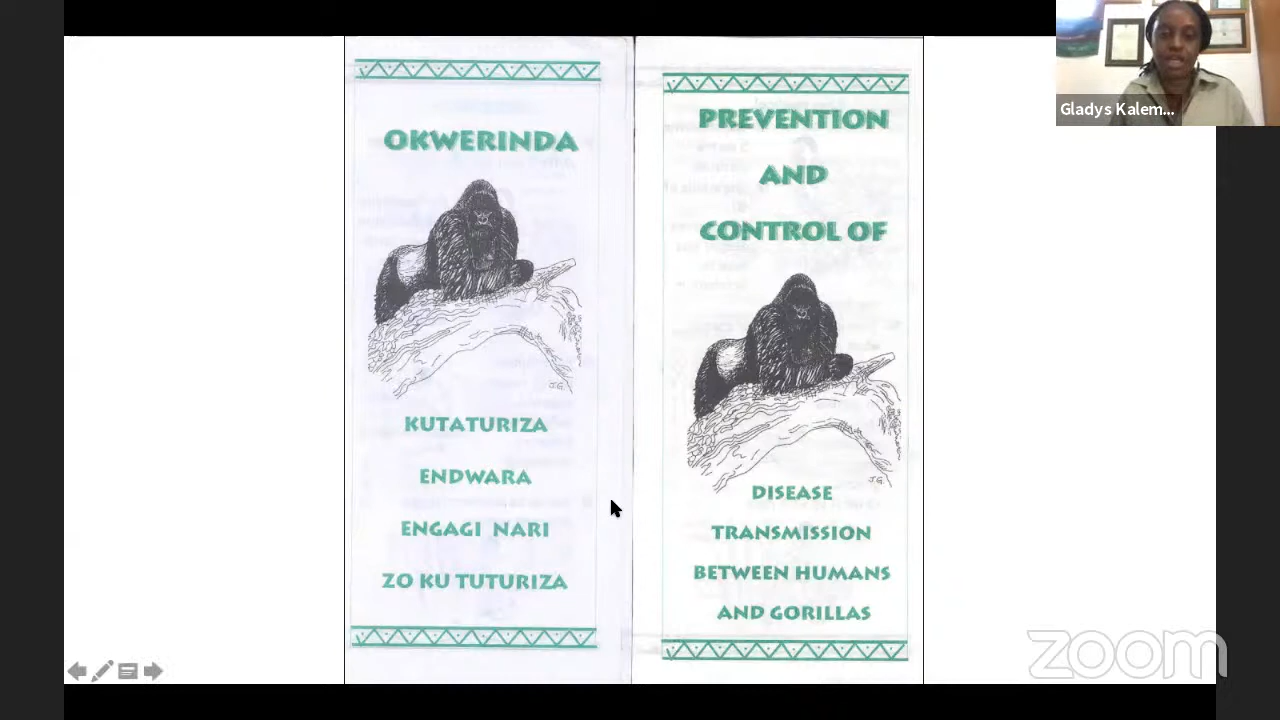 OKWERINDA
KUTATURIZA
ENDWARA
ENGAGI NARI
ZO KU TUTURIZA
PREVENTION
AND
CONTROL OF
J.G.
J.G.
DISEASE
TRANSMISSION
BETWEEN HUMANS
AND GORILLAS
Gladys Kalem...
zoom